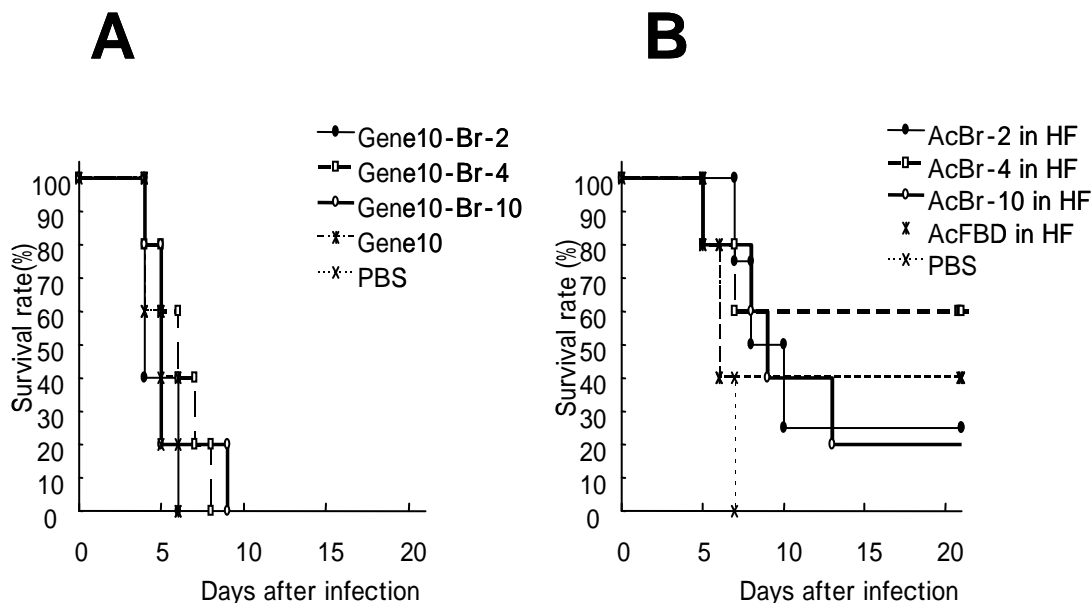 A
Gene10-Br-2
Gene10-Br-4
Gene10-Br-10
Gene10
PBS
Survival rate(%)
100
90
80
70
60
50
40
30
20
10
0
0
5
10
15
20
Days after infection
B
AcBr-2 in HF
AcBr-4 in HF
AcBr-10 in HF
AcFBD in HF
PBS
Survival rate (%)
100
90
80
70
60
50
40
30
20
10
0
0
5
10
15
20
Days after infection